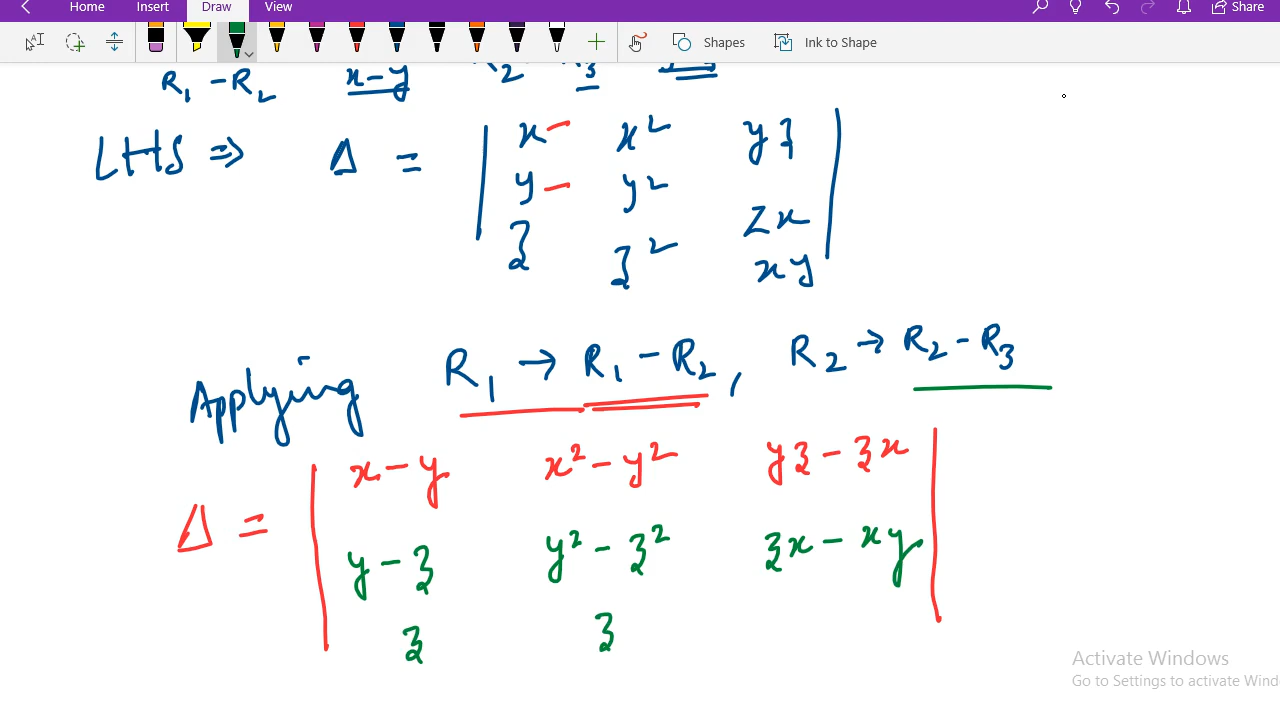 Home Insert Draw View Share
Shapes Ink to Shape
R₁ - R₂ x-y R₂ R₃
LHS ⇒ Δ = | x x² yz |
| y y² zx |
| z z² xy |
Applying R₁ → R₁ - R₂, R₂ → R₂ - R₃
Δ = | x - y x² - y² yz - zx |
| y - z y² - z² zx - xy |
| z z
Activate Windows
Go to Settings to activate Wind